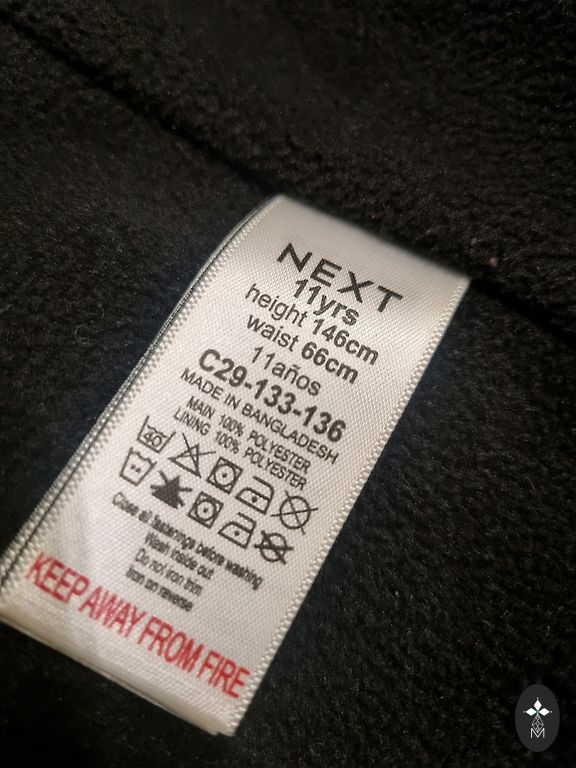 NEXT
11yrs
height 146cm
waist 66cm
11años
C29-133-136
MADE IN BANGLADESH
MAIN 100% POLYESTER
LINING 100% POLYESTER
40
Close all fastenings before washing
Wash inside out
Do not iron trim
Iron on reverse
KEEP AWAY FROM FIRE
M